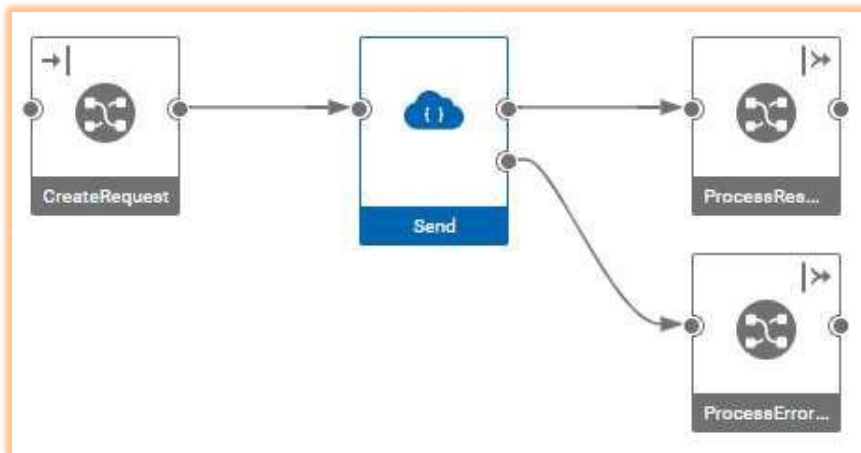 CreateRequest
{ }
Send
ProcessRes...
ProcessError...